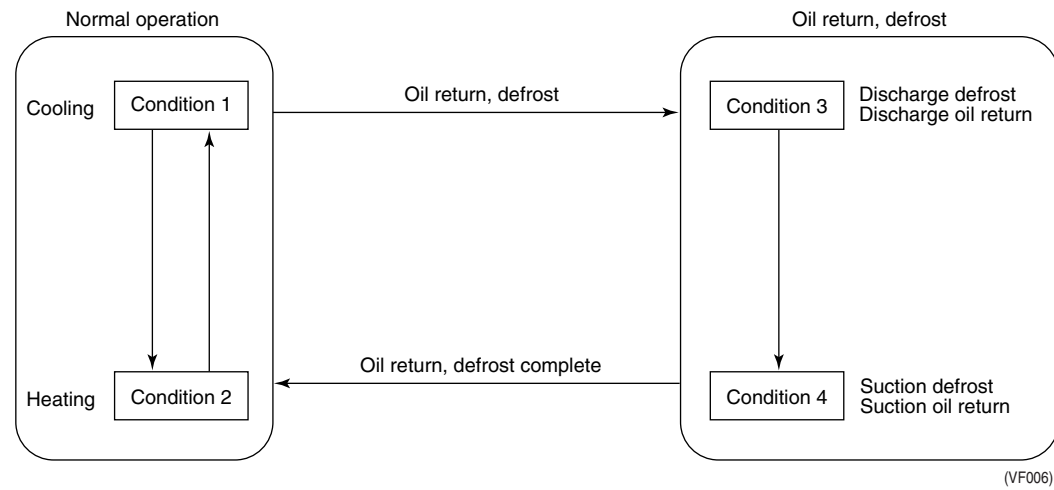 Normal operation
Oil return, defrost
Cooling
Condition 1
Oil return, defrost
Condition 3
Discharge defrost
Discharge oil return
Oil return, defrost complete
Heating
Condition 2
Condition 4
Suction defrost
Suction oil return
(VF006)